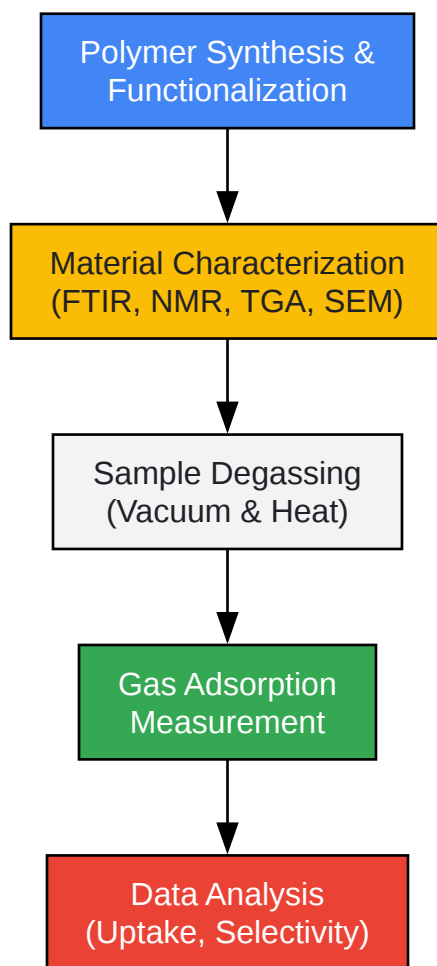 Polymer Synthesis &
Functionalization
Material Characterization
(FTIR, NMR, TGA, SEM)
Sample Degassing
(Vacuum & Heat)
Gas Adsorption
Measurement
Data Analysis
(Uptake, Selectivity)